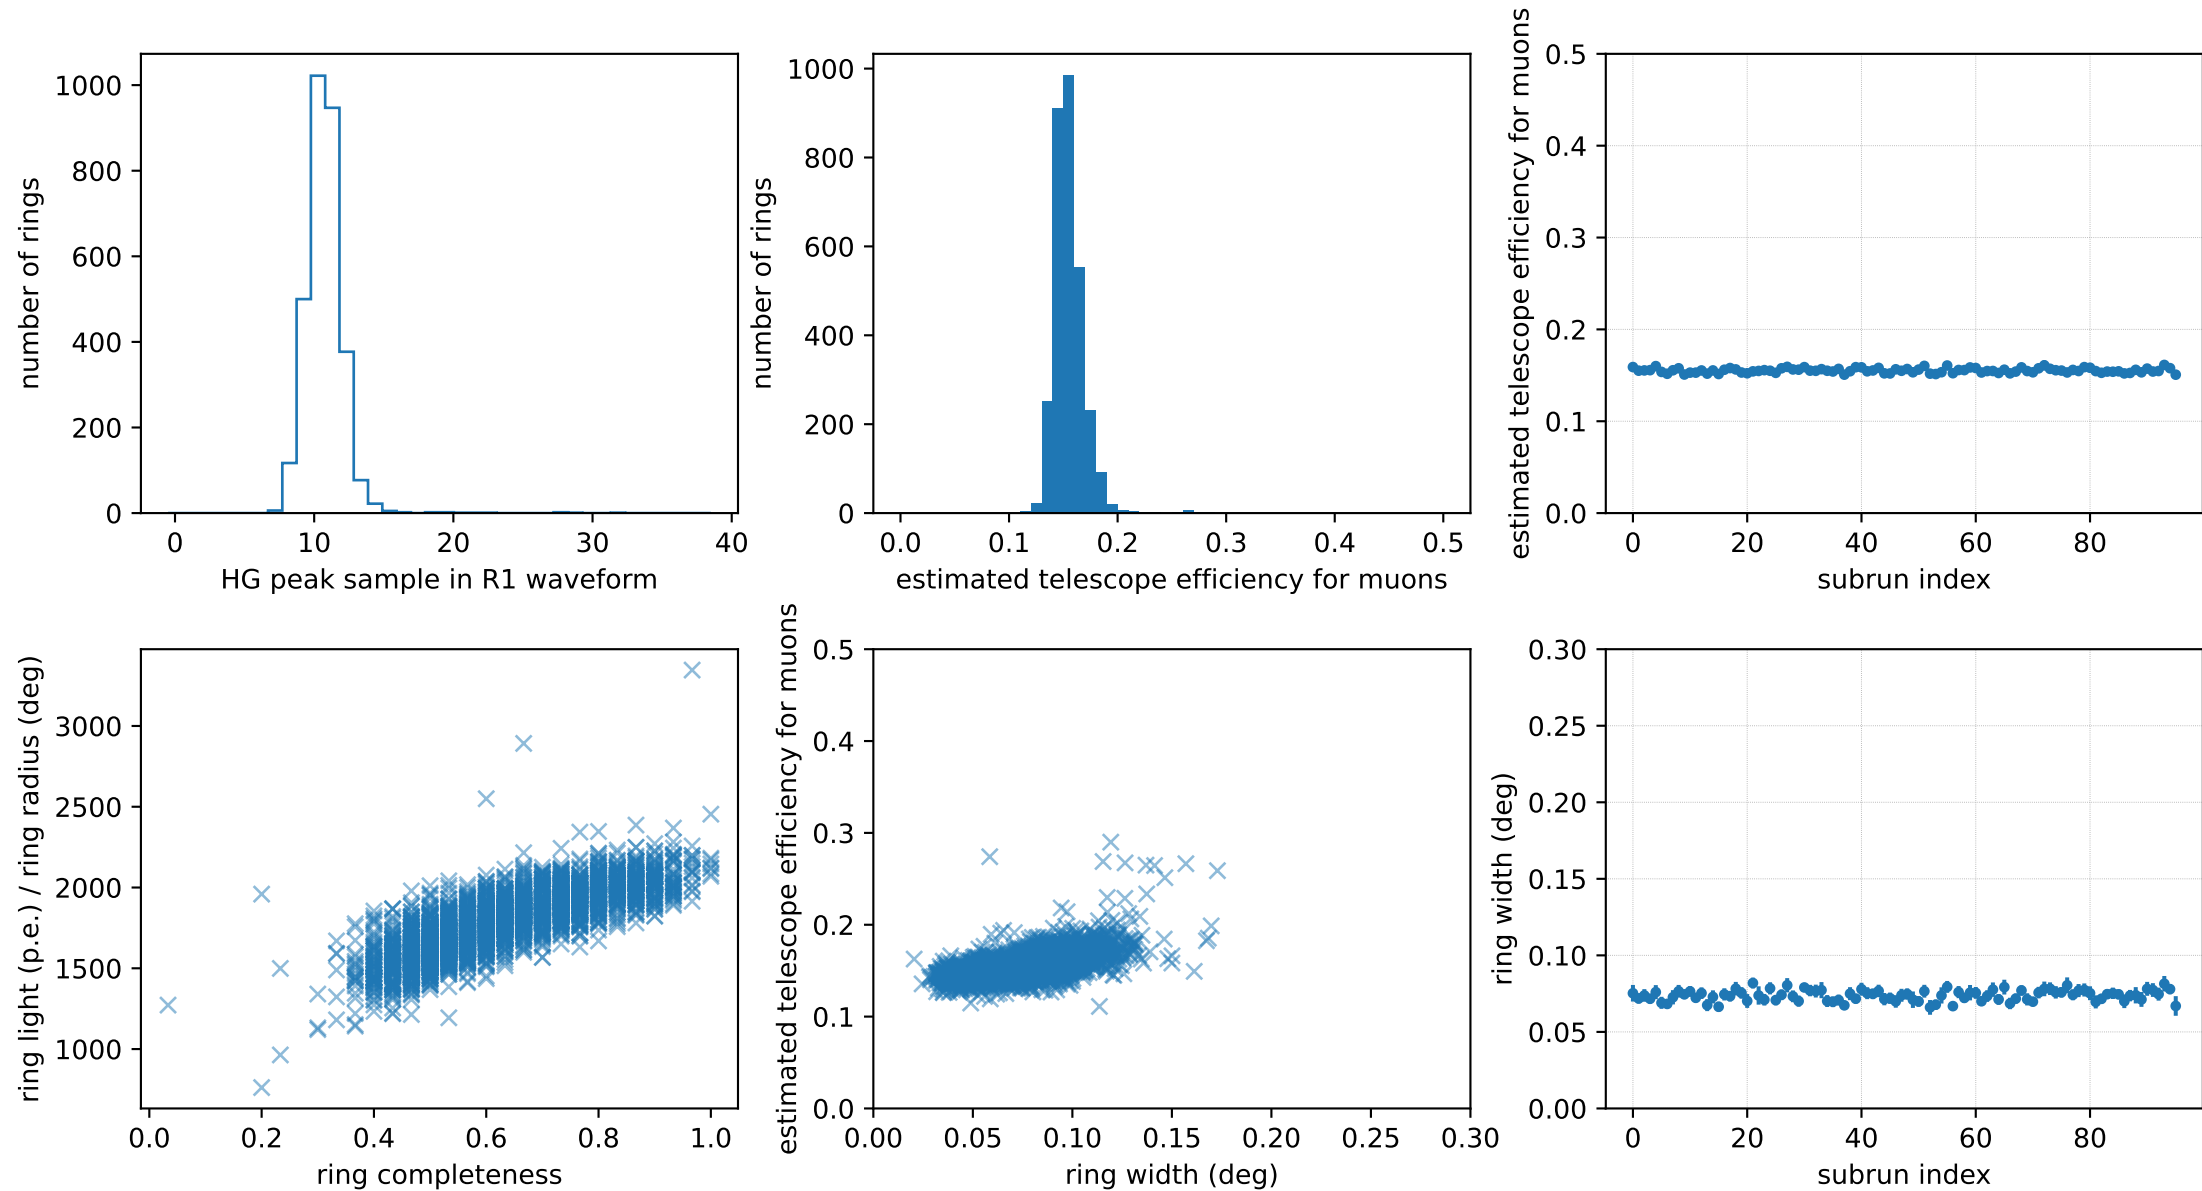 number of rings
1000
800
600
400
200
0
0 10 20 30 40
HG peak sample in R1 waveform
number of rings
1000
800
600
400
200
0
0.0 0.1 0.2 0.3 0.4 0.5
estimated telescope efficiency for muons
estimated telescope efficiency for muons
0.5
0.4
0.3
0.2
0.1
0.0
0 20 40 60 80
subrun index
ring light (p.e.) / ring radius (deg)
3000
2500
2000
1500
1000
0.0 0.2 0.4 0.6 0.8 1.0
ring completeness
estimated telescope efficiency for muons
0.5
0.4
0.3
0.2
0.1
0.0
0.00 0.05 0.10 0.15 0.20 0.25 0.30
ring width (deg)
ring width (deg)
0.30
0.25
0.20
0.15
0.10
0.05
0.00
0 20 40 60 80
subrun index